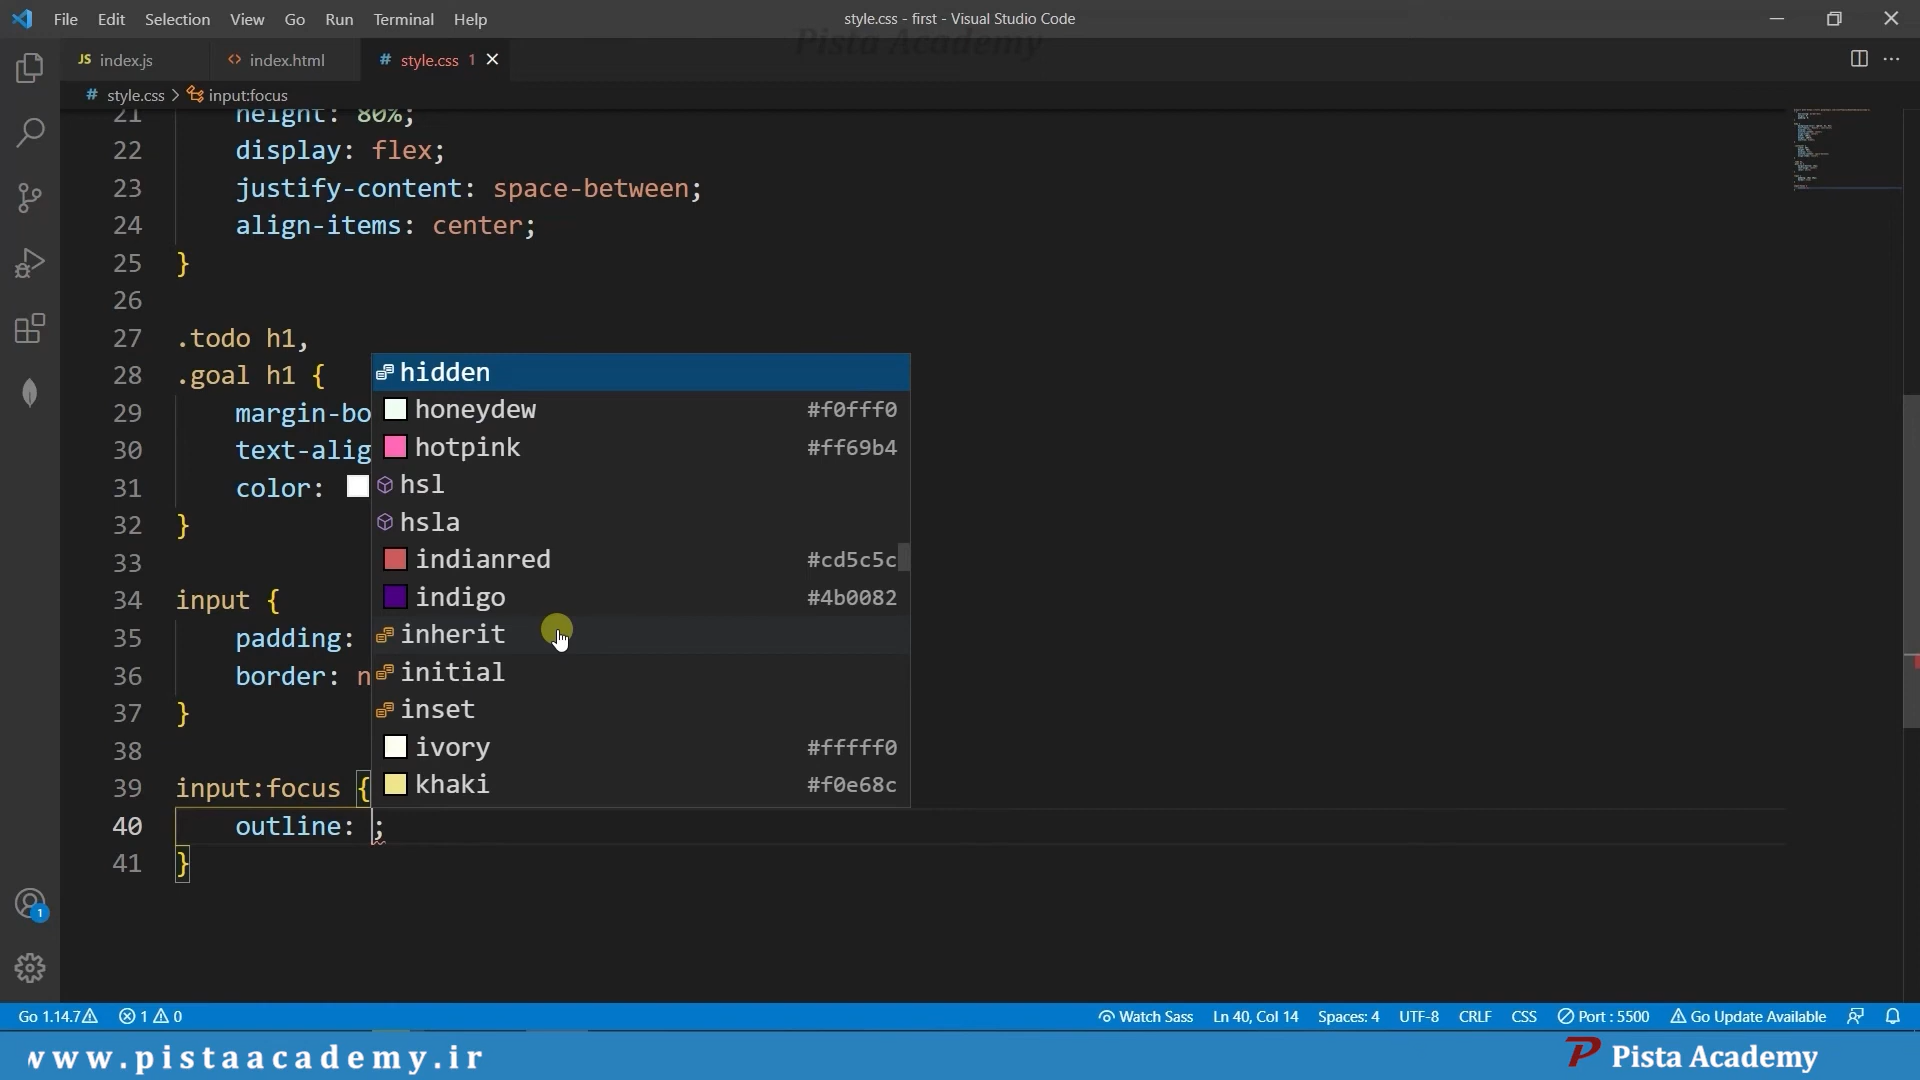 File Edit Selection View Go Run Terminal Help
style.css - first - Visual Studio Code
Pista Academy
JS index.js
<> index.html
# style.css 1
# style.css > input:focus
21 height: 80%;
22 display: flex;
23 justify-content: space-between;
24 align-items: center;
25 }
26
27 .todo h1,
28 .goal h1 {
29 margin-bo
30 text-alig
31 color:
32 }
33
34 input {
35 padding:
36 border: n
37 }
38
39 input:focus {
40 outline: ;
41 }
hidden
honeydew #f0fff0
hotpink #ff69b4
hsl
hsla
indianred #cd5c5c
indigo #4b0082
inherit
initial
inset
ivory #fffff0
khaki #f0e68c
1
Go 1.14.7 1 0 Watch Sass Ln 40, Col 14 Spaces: 4 UTF-8 CRLF CSS Port : 5500 Go Update Available
www.pistaacademy.ir
P Pista Academy